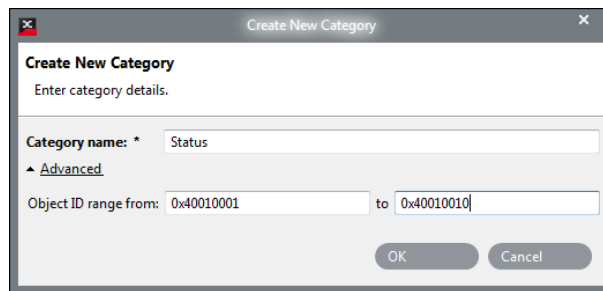 Create New Category
Create New Category
Enter category details.
Category name: * Status
Advanced
Object ID range from: 0x40010001 to 0x40010010
OK Cancel